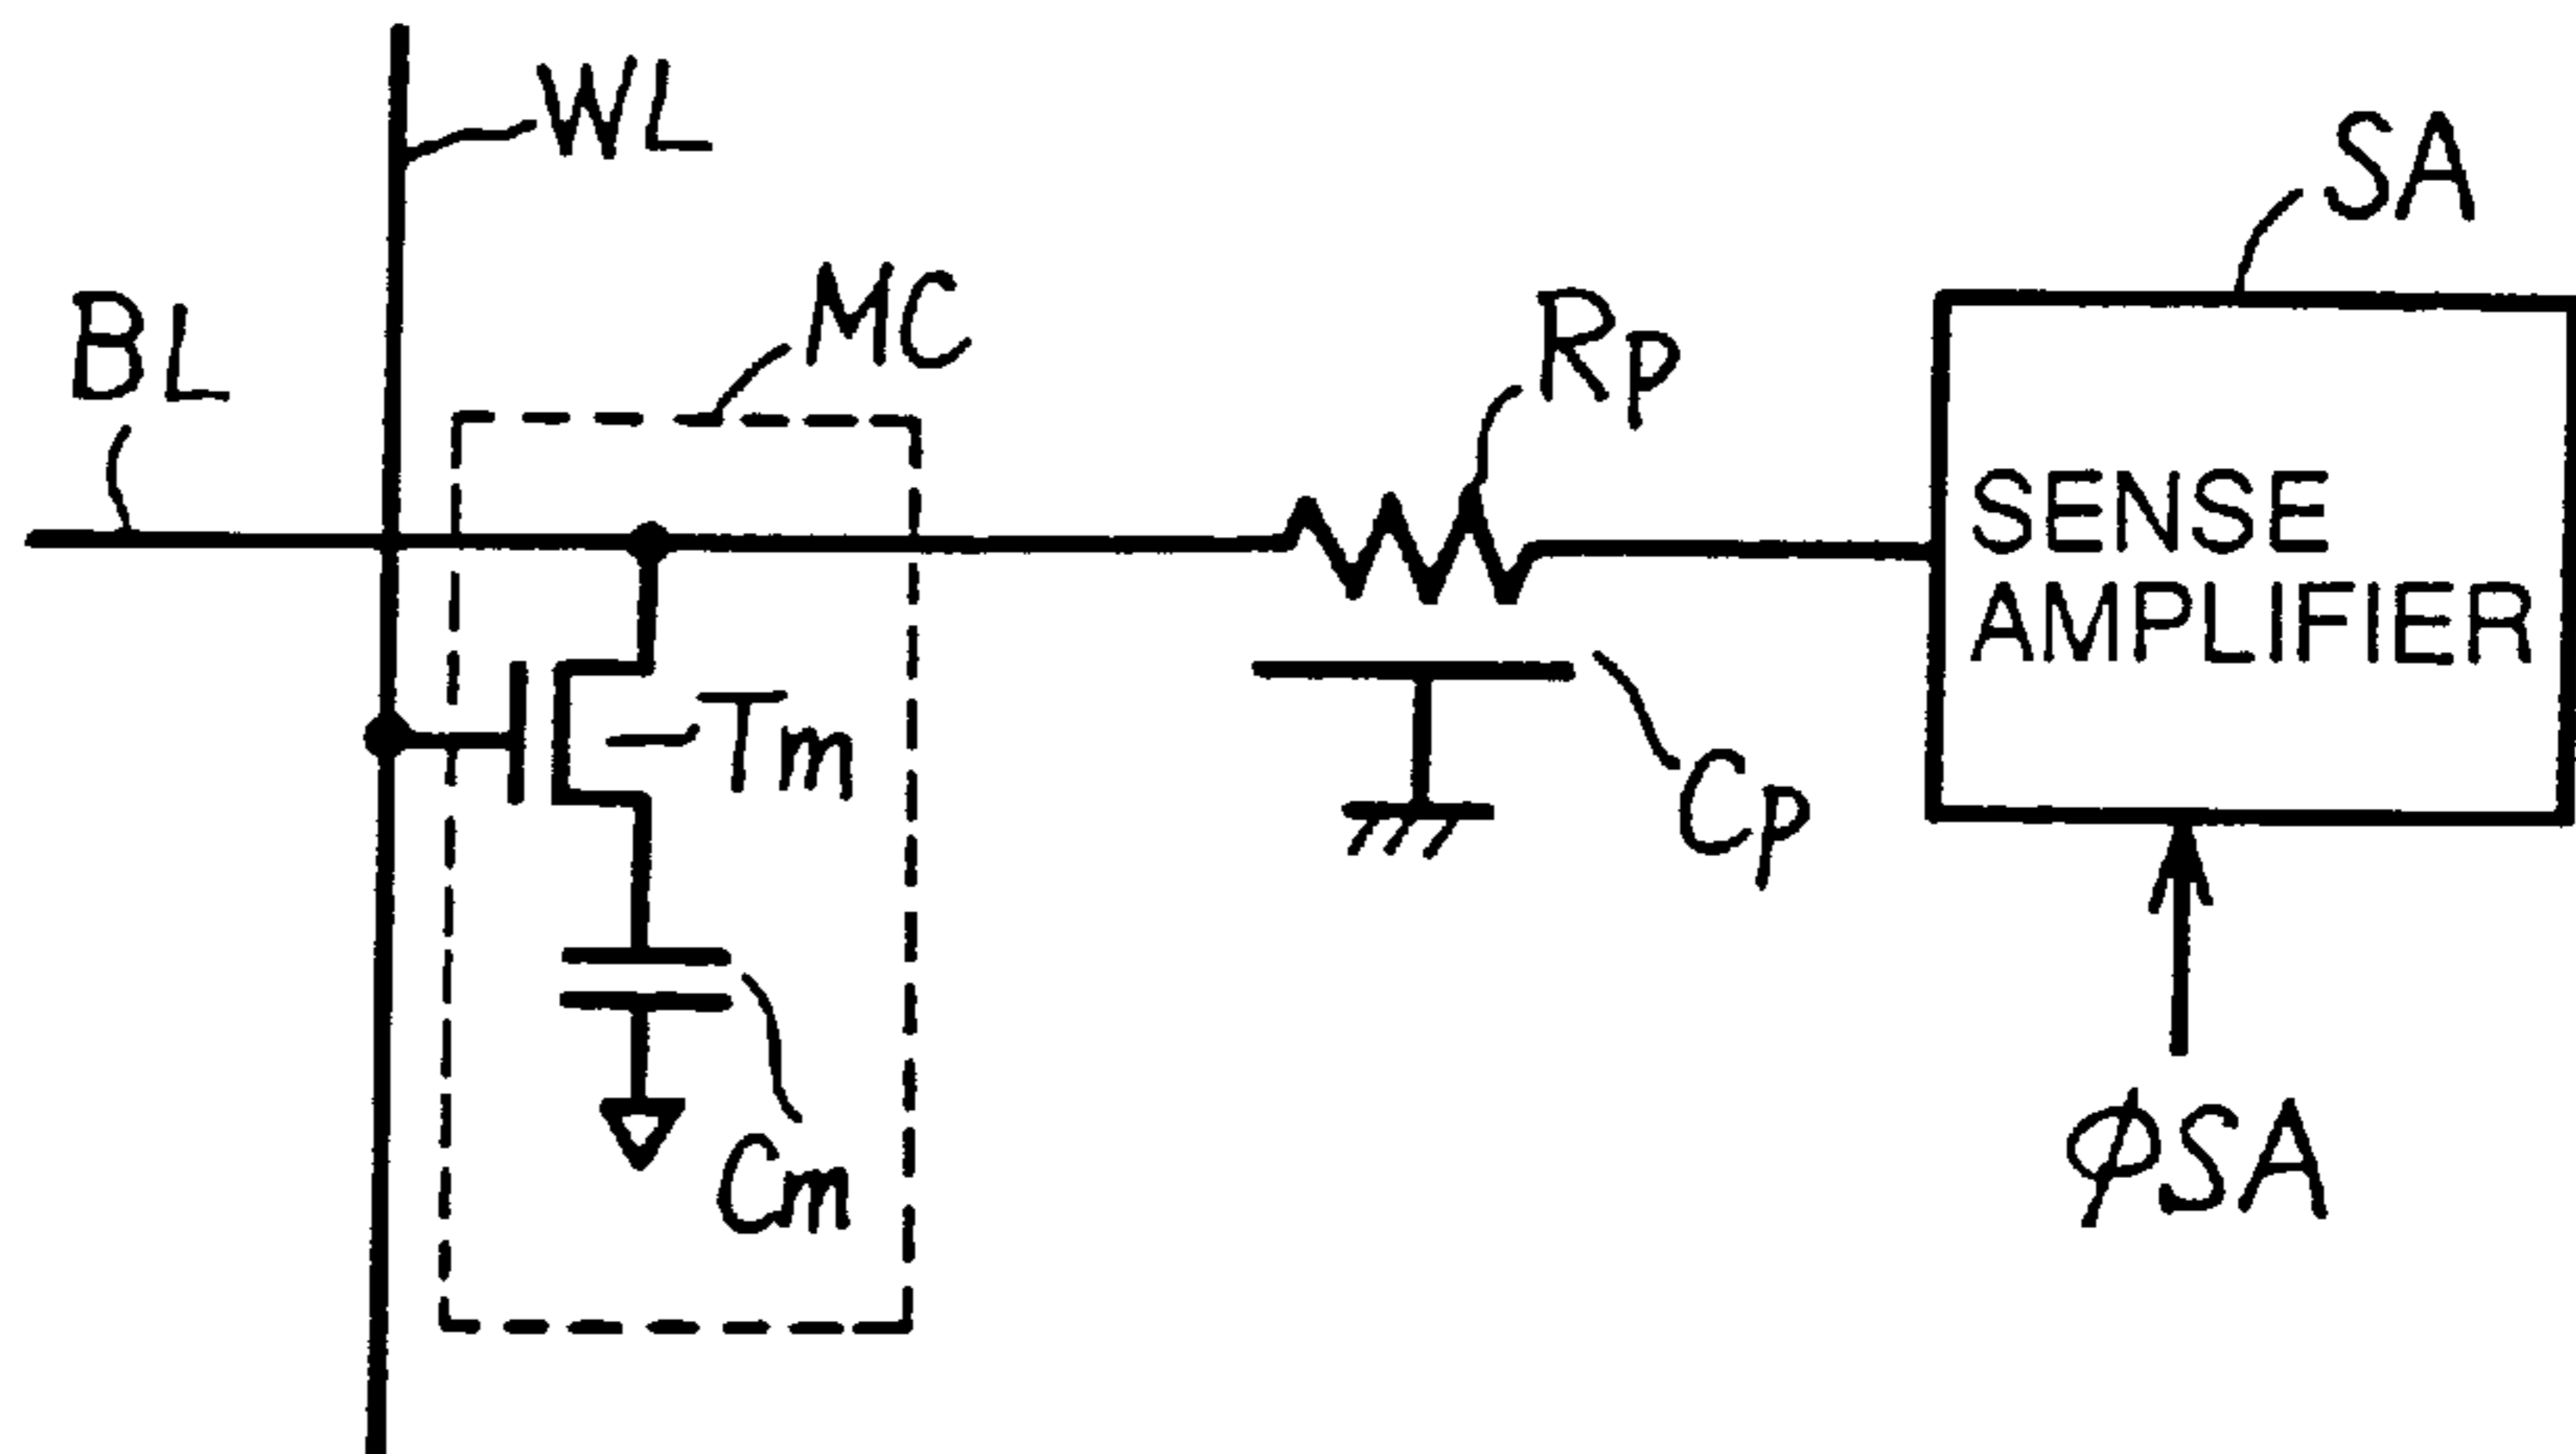 WL
SA
MC
BL
Rp
SENSE
AMPLIFIER
Tm
Cp
Cm
φSA